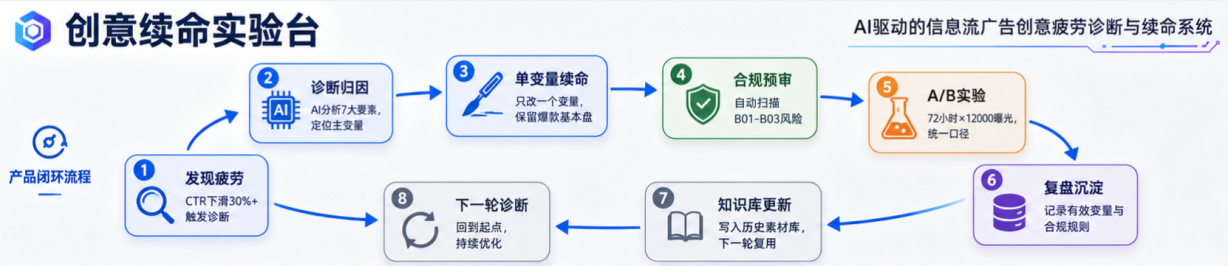 创意续命实验台
AI驱动的信息流广告创意疲劳诊断与续命系统
产品闭环流程
1
发现疲劳
CTR下滑30%+
触发诊断
2
AI
诊断归因
AI分析7大要素，
定位主变量
3
单变量续命
只改一个变量，
保留爆款基本盘
4
合规预审
自动扫描
B01-B03风险
5
A/B实验
72小时×12000曝光，
统一口径
6
复盘沉淀
记录有效变量与
合规规则
7
知识库更新
写入历史素材库，
下一轮复用
8
下一轮诊断
回到起点，
持续优化